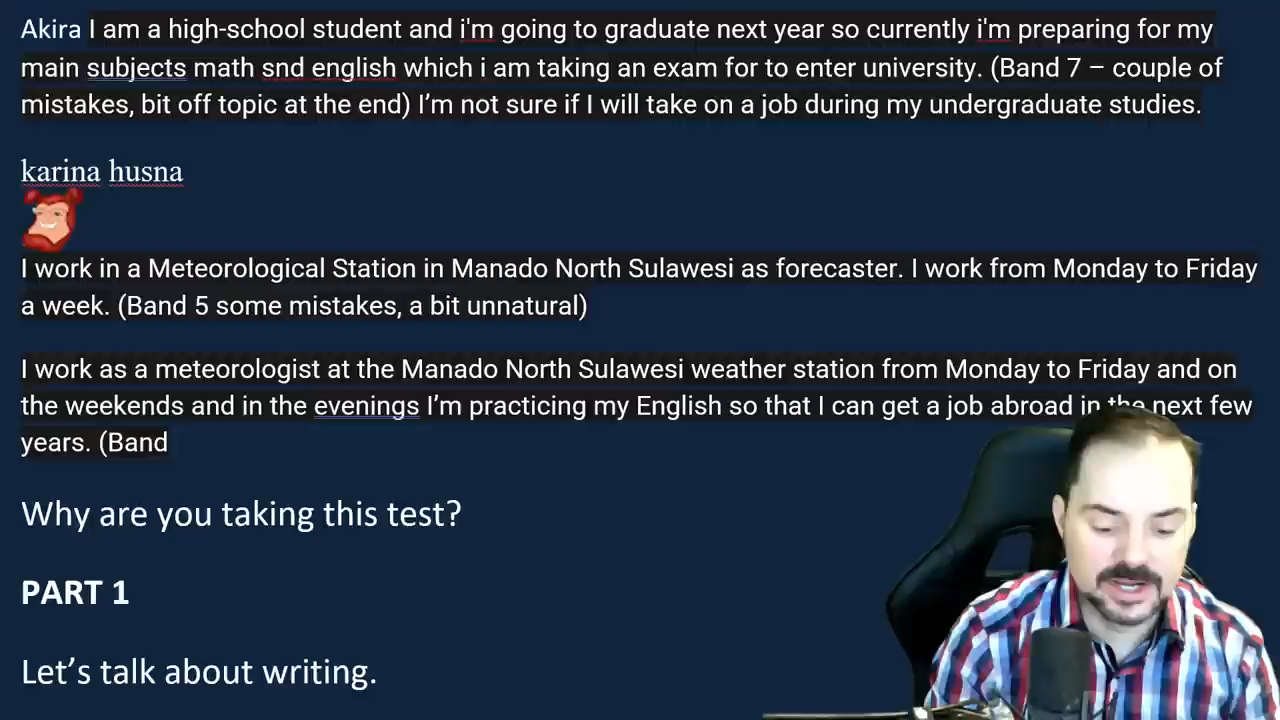 Akira I am a high-school student and i'm going to graduate next year so currently i'm preparing for my
main subjects math snd english which i am taking an exam for to enter university. (Band 7 – couple of
mistakes, bit off topic at the end) I’m not sure if I will take on a job during my undergraduate studies.
karina husna
I work in a Meteorological Station in Manado North Sulawesi as forecaster. I work from Monday to Friday
a week. (Band 5 some mistakes, a bit unnatural)
I work as a meteorologist at the Manado North Sulawesi weather station from Monday to Friday and on
the weekends and in the evenings I’m practicing my English so that I can get a job abroad in the next few
years. (Band
Why are you taking this test?
PART 1
Let’s talk about writing.